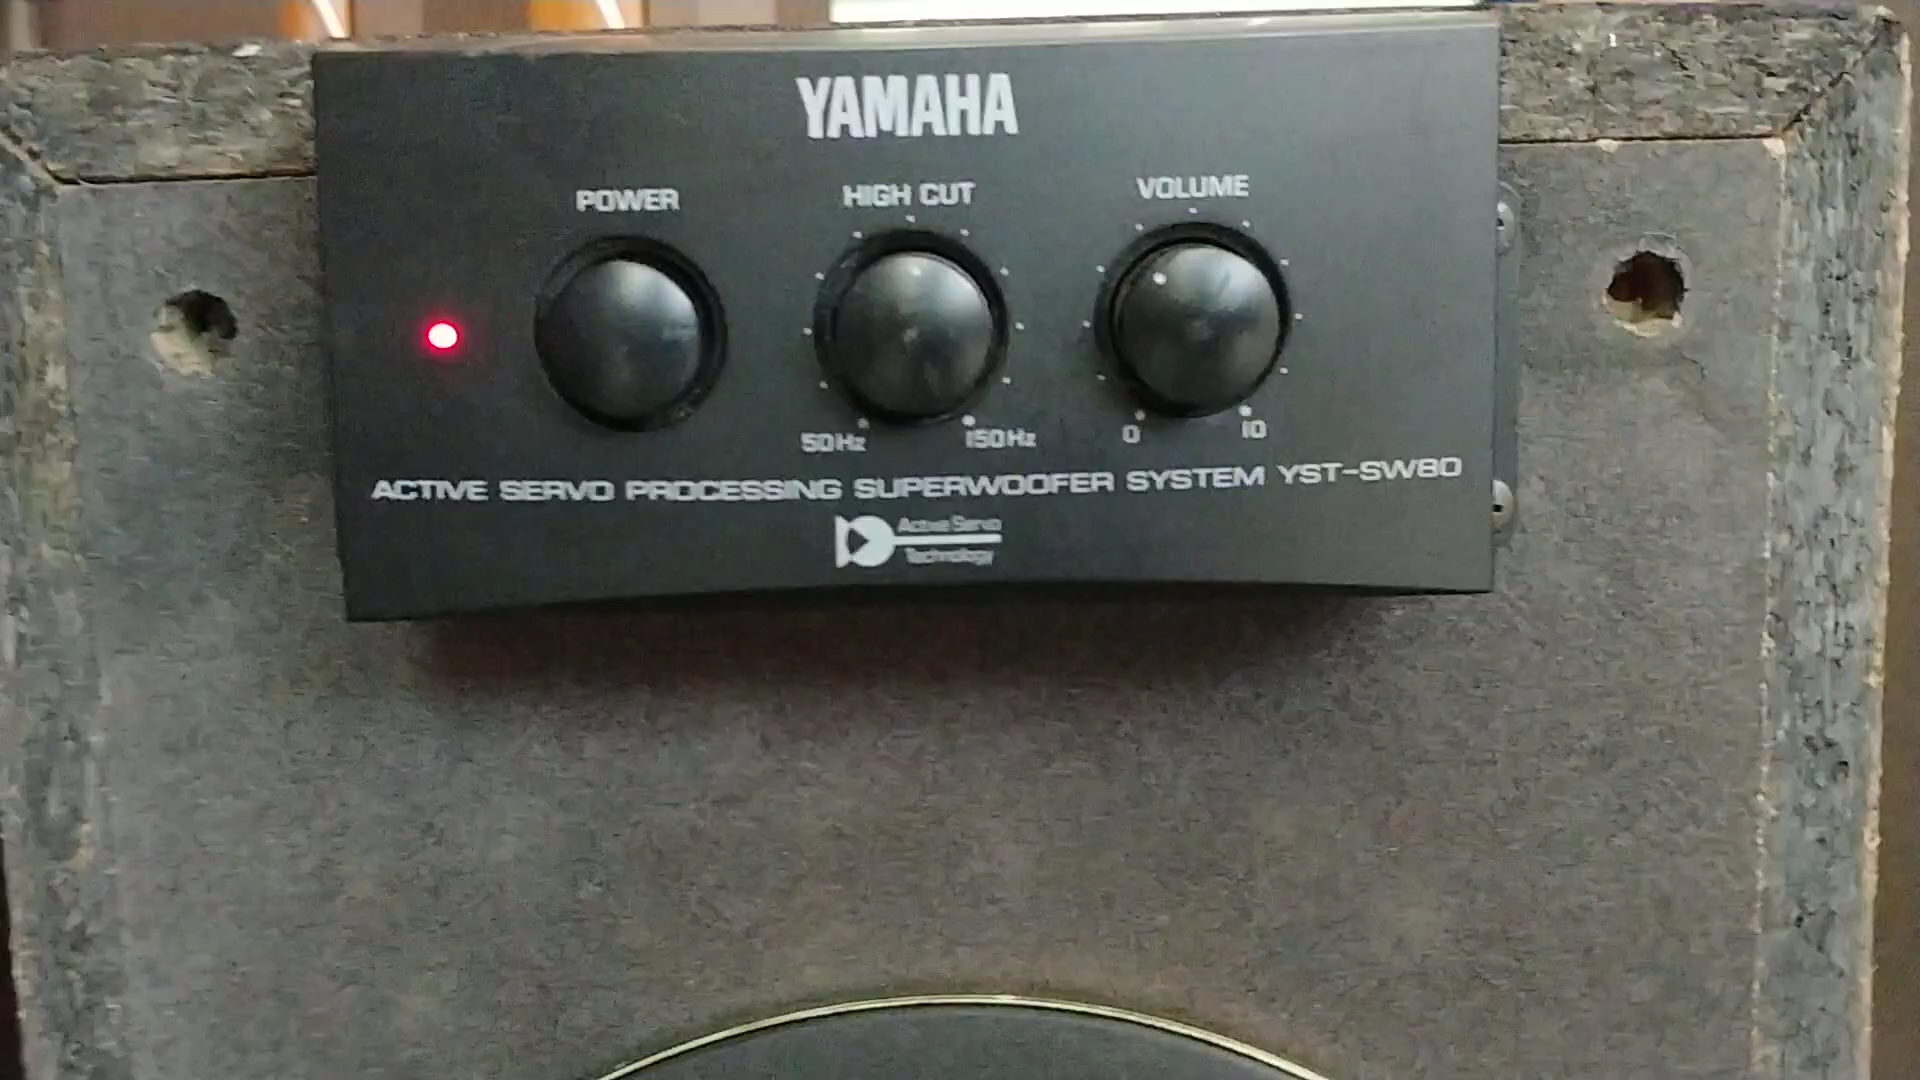 YAMAHA
POWER
HIGH CUT
VOLUME
50Hz
150Hz
0
10
ACTIVE SERVO PROCESSING SUPERWOOFER SYSTEM YST-SW80
Active Servo
Technology